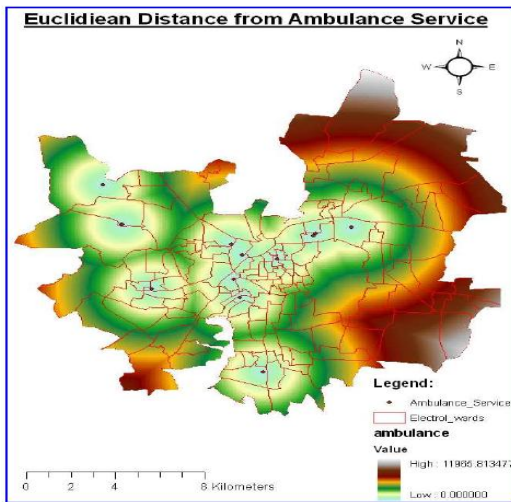 Euclidiean Distance from Ambulance Service
N
W E
S
Legend:
Ambulance_Service
Electrol_wards
ambulance
Value
High : 11965.813477
Low : 0.000000
0 2 4 8 Kilometers